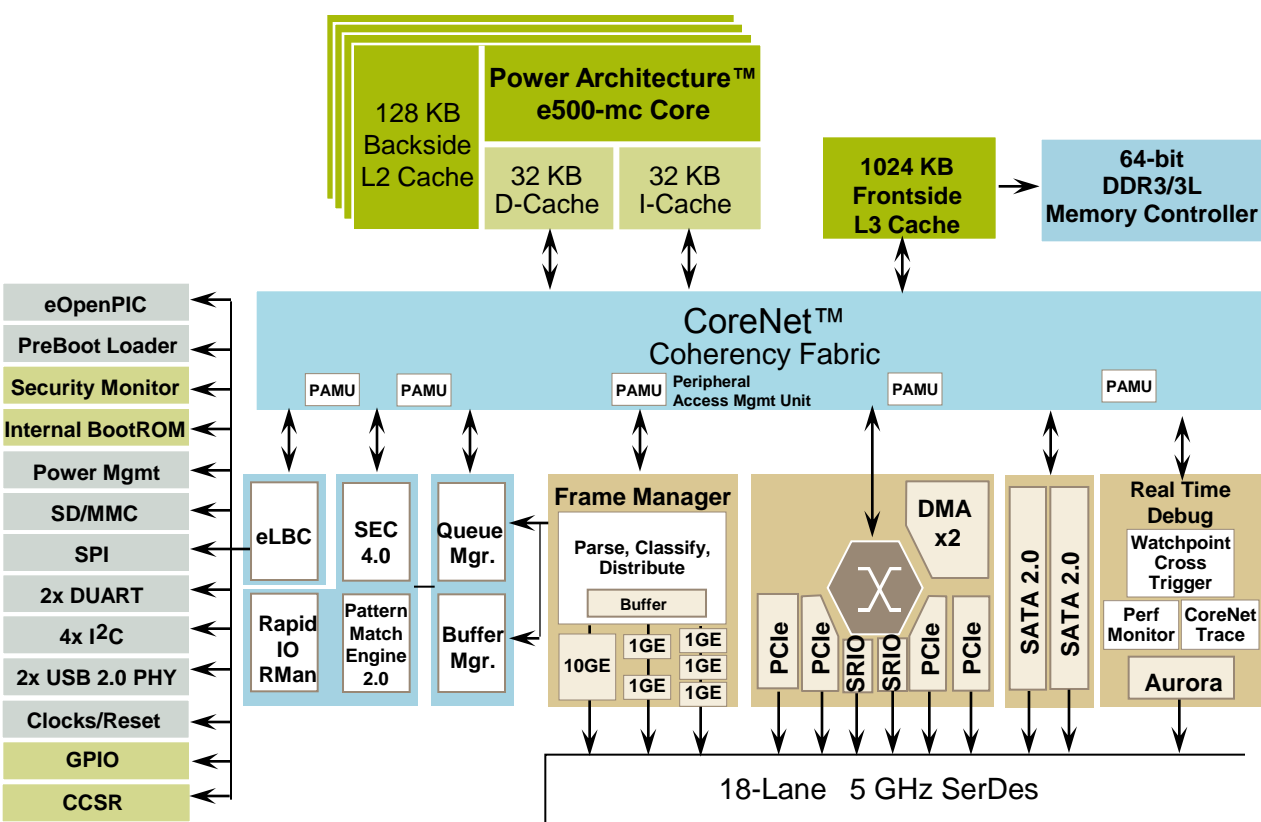 Power Architecture™
e500-mc Core
128 KB
Backside
L2 Cache
32 KB
D-Cache
32 KB
I-Cache
1024 KB
Frontside
L3 Cache
64-bit
DDR3/3L
Memory Controller
eOpenPIC
PreBoot Loader
Security Monitor
Internal BootROM
Power Mgmt
SD/MMC
SPI
2x DUART
4x I²C
2x USB 2.0 PHY
Clocks/Reset
GPIO
CCSR
CoreNet™
Coherency Fabric
PAMU
PAMU
PAMU
Peripheral
Access Mgmt Unit
PAMU
PAMU
eLBC
SEC
4.0
Queue
Mgr.
Rapid
IO
RMan
Pattern
Match
Engine
2.0
Buffer
Mgr.
Frame Manager
Parse, Classify,
Distribute
Buffer
10GE
1GE
1GE
1GE
1GE
1GE
DMA
x2
PCIe
PCIe
SRIO
SRIO
PCIe
PCIe
SATA 2.0
SATA 2.0
Real Time
Debug
Watchpoint
Cross
Trigger
Perf
Monitor
CoreNet
Trace
Aurora
18-Lane 5 GHz SerDes